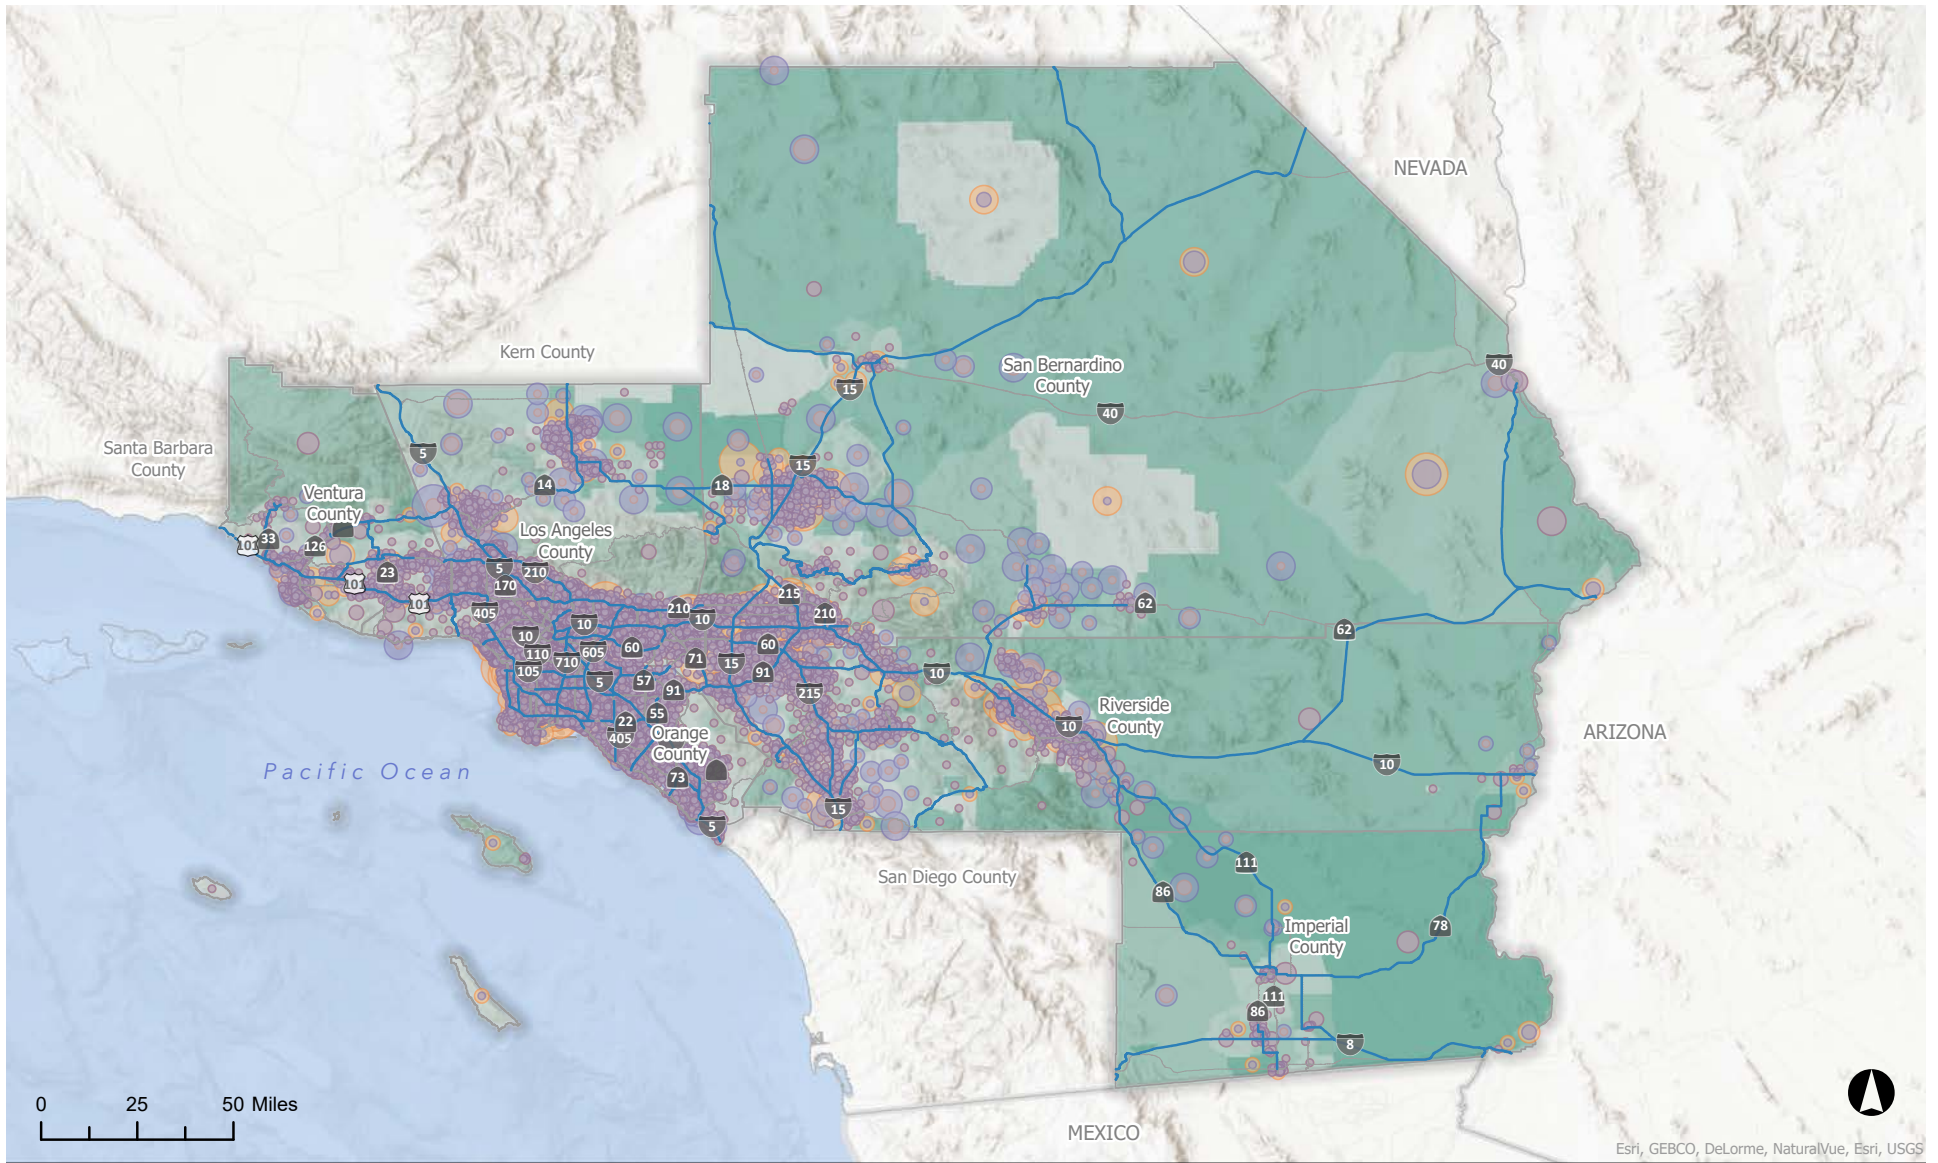 NEVADA
Kern County
San Bernardino
County
40
15
40
Santa Barbara
County
5
15
14
18
Ventura
County
Los Angeles
County
101
33
126
23
5
210
101
170
101
405
215
62
210
10
210
10
62
10
60
60
110
710
605
71
15
105
91
10
5
57
91
215
Riverside
County
55
22
10
405
Orange
County
ARIZONA
10
Pacific Ocean
73
15
5
111
San Diego County
86
78
Imperial
County
111
86
8
0 25 50 Miles
MEXICO
Esri, GEBCO, DeLorme, NaturalVue, Esri, USGS